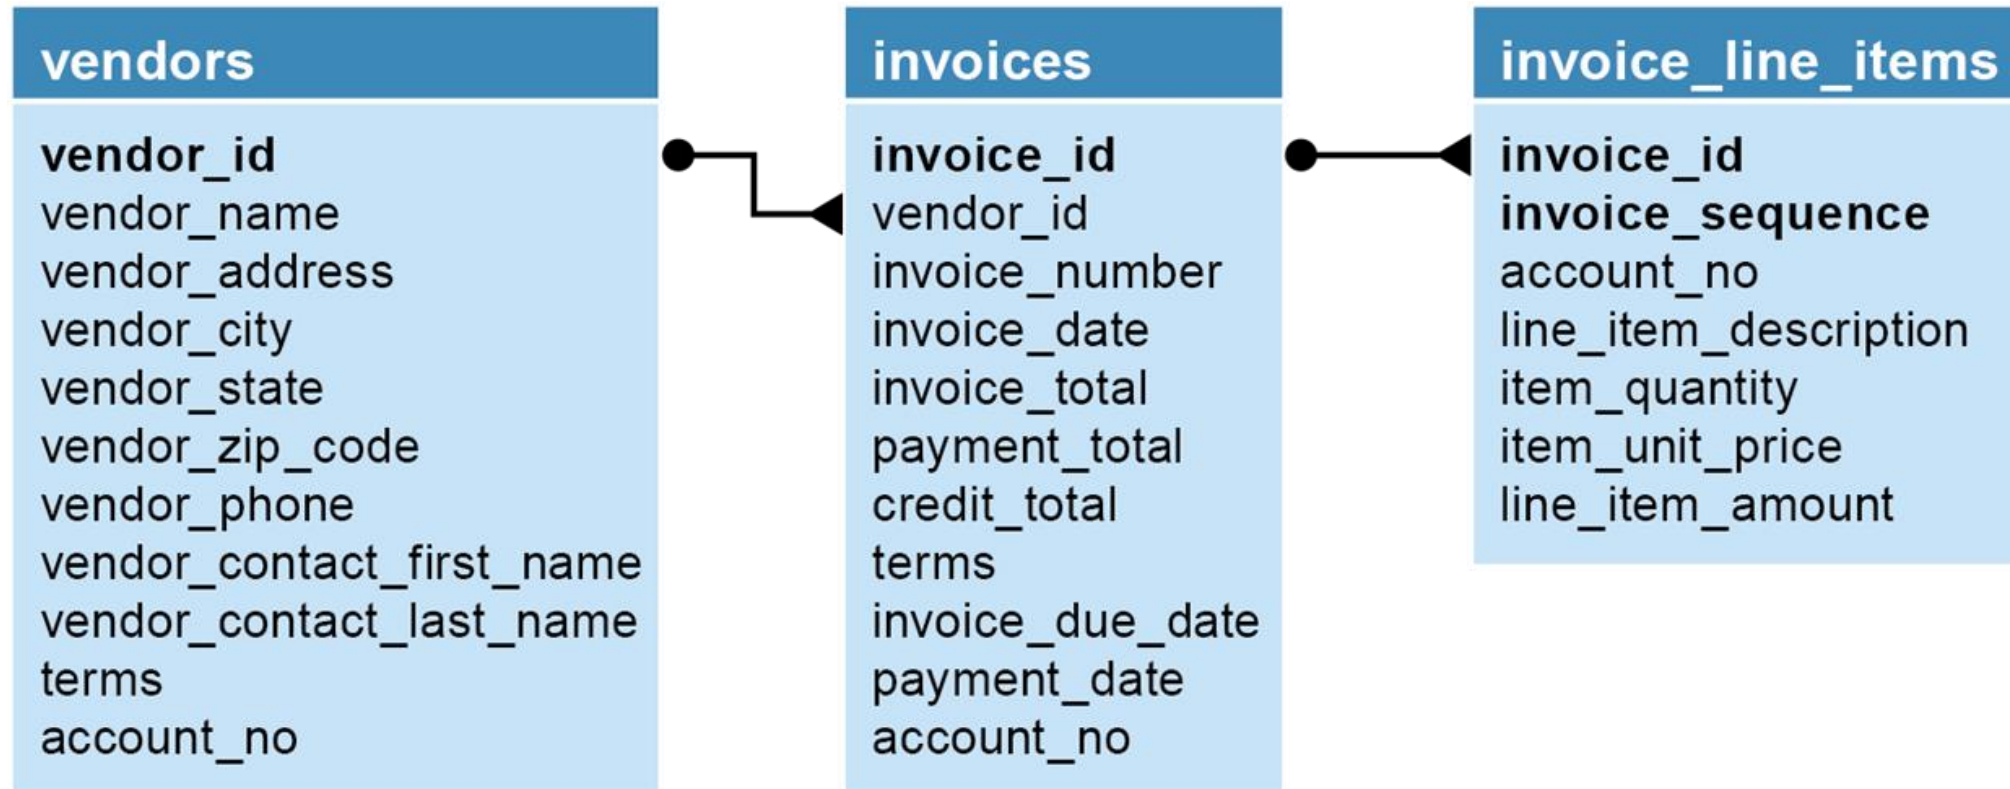 vendors
vendor_id
vendor_name
vendor_address
vendor_city
vendor_state
vendor_zip_code
vendor_phone
vendor_contact_first_name
vendor_contact_last_name
terms
account_no
invoices
invoice_id
vendor_id
invoice_number
invoice_date
invoice_total
payment_total
credit_total
terms
invoice_due_date
payment_date
account_no
invoice_line_items
invoice_id
invoice_sequence
account_no
line_item_description
item_quantity
item_unit_price
line_item_amount